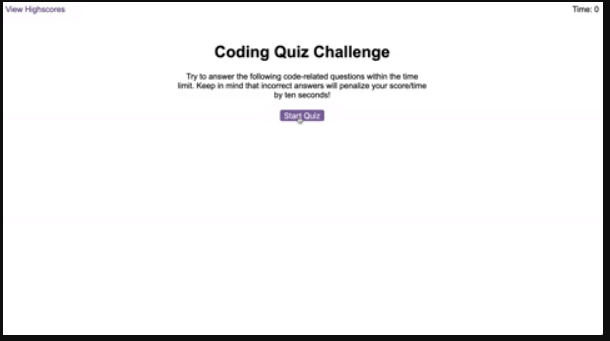 View Highscores
Time: 0
Coding Quiz Challenge
Try to answer the following code-related questions within the time
limit. Keep in mind that incorrect answers will penalize your score/time
by ten seconds!
Start Quiz